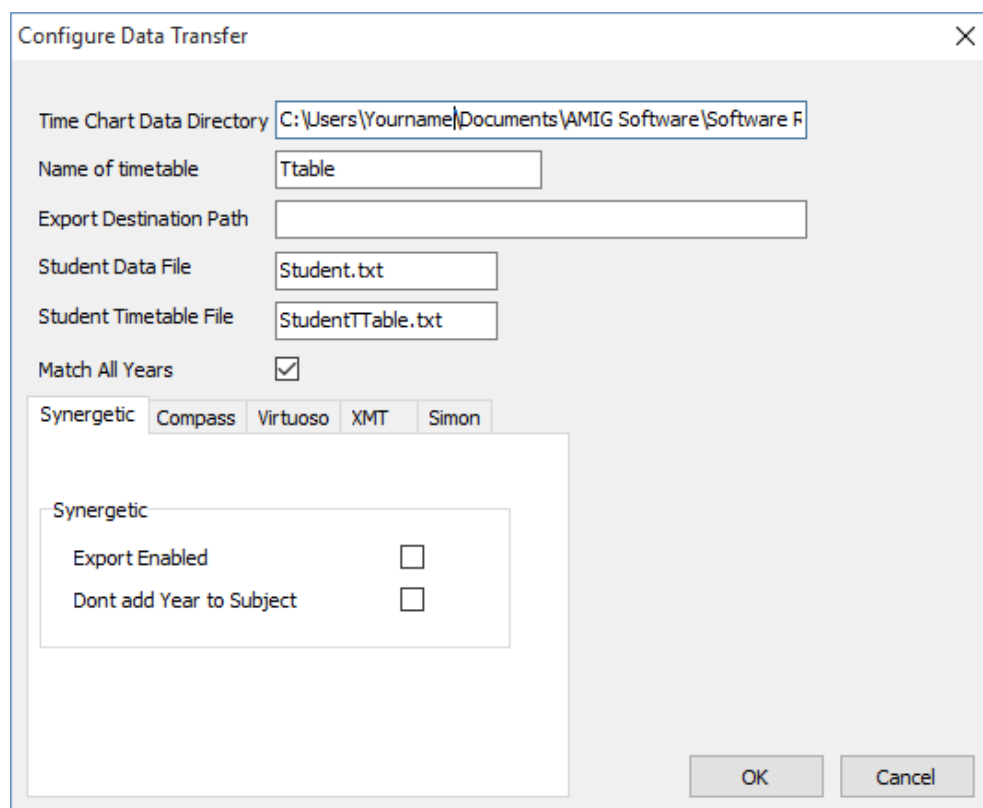 Configure Data Transfer
Time Chart Data Directory C:\Users\Yourname\Documents\AMIG Software\Software R
Name of timetable Ttable
Export Destination Path
Student Data File Student.txt
Student Timetable File StudentTTable.txt
Match All Years
Synergetic Compass Virtuoso XMT Simon
Synergetic
Export Enabled
Dont add Year to Subject
OK Cancel